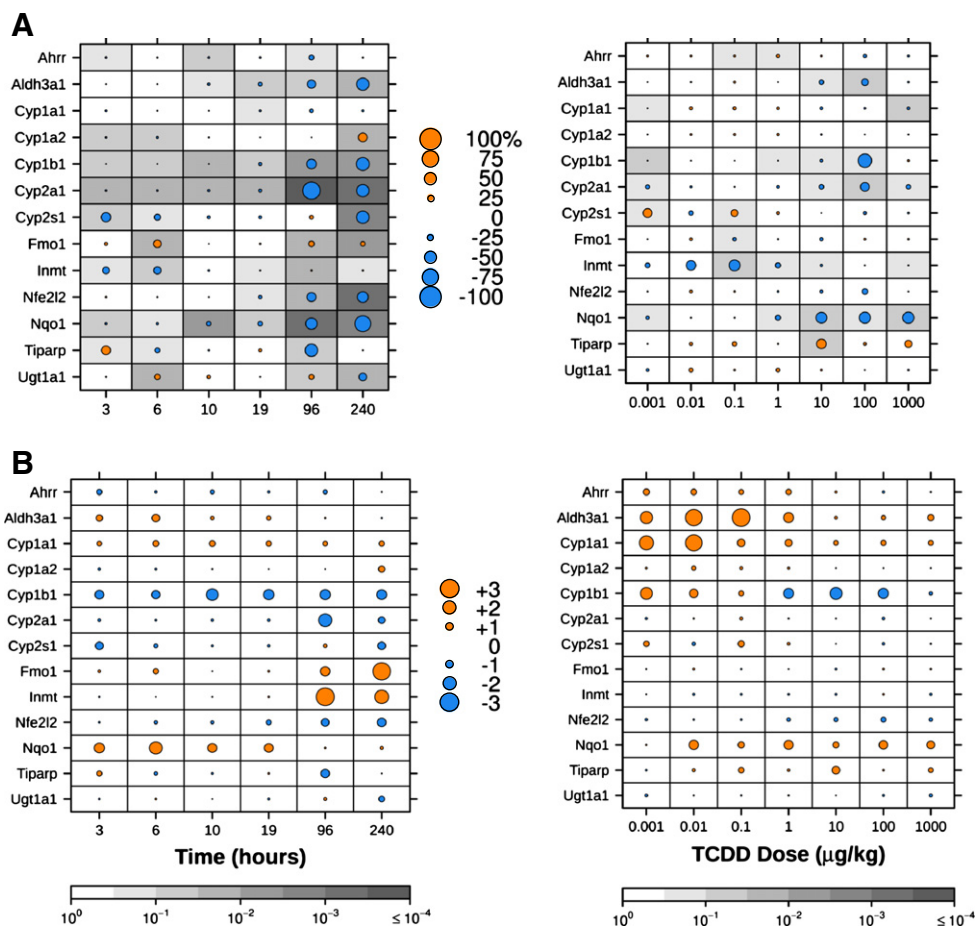 A
Ahrr
Aldh3a1
Cyp1a1
Cyp1a2
Cyp1b1
Cyp2a1
Cyp2s1
Fmo1
Inmt
Nfe2l2
Nqo1
Tiparp
Ugt1a1
3 6 10 19 96 240
100%
75
50
25
0
-25
-50
-75
-100
Ahrr
Aldh3a1
Cyp1a1
Cyp1a2
Cyp1b1
Cyp2a1
Cyp2s1
Fmo1
Inmt
Nfe2l2
Nqo1
Tiparp
Ugt1a1
0.001 0.01 0.1 1 10 100 1000
B
Ahrr
Aldh3a1
Cyp1a1
Cyp1a2
Cyp1b1
Cyp2a1
Cyp2s1
Fmo1
Inmt
Nfe2l2
Nqo1
Tiparp
Ugt1a1
3 6 10 19 96 240
Time (hours)
+3
+2
+1
0
-1
-2
-3
Ahrr
Aldh3a1
Cyp1a1
Cyp1a2
Cyp1b1
Cyp2a1
Cyp2s1
Fmo1
Inmt
Nfe2l2
Nqo1
Tiparp
Ugt1a1
0.001 0.01 0.1 1 10 100 1000
TCDD Dose (μg/kg)
10⁰ 10⁻¹ 10⁻² 10⁻³ ≤ 10⁻⁴
10⁰ 10⁻¹ 10⁻² 10⁻³ ≤ 10⁻⁴